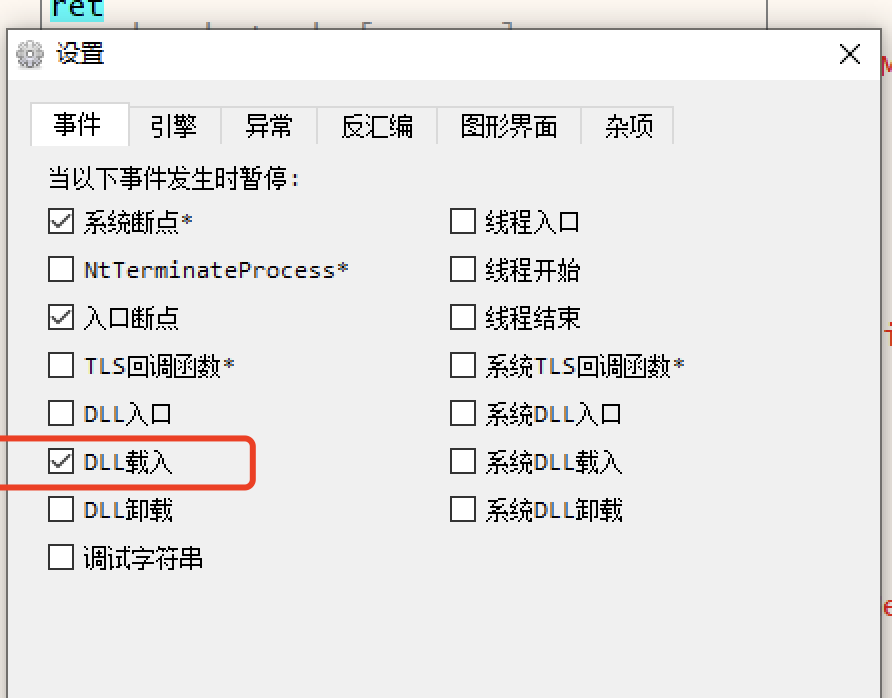 ret
设置
事件 引擎 异常 反汇编 图形界面 杂项
当以下事件发生时暂停:
系统断点* 线程入口
NtTerminateProcess* 线程开始
入口断点 线程结束
TLS回调函数* 系统TLS回调函数*
DLL入口 系统DLL入口
DLL载入 系统DLL载入
DLL卸载 系统DLL卸载
调试字符串